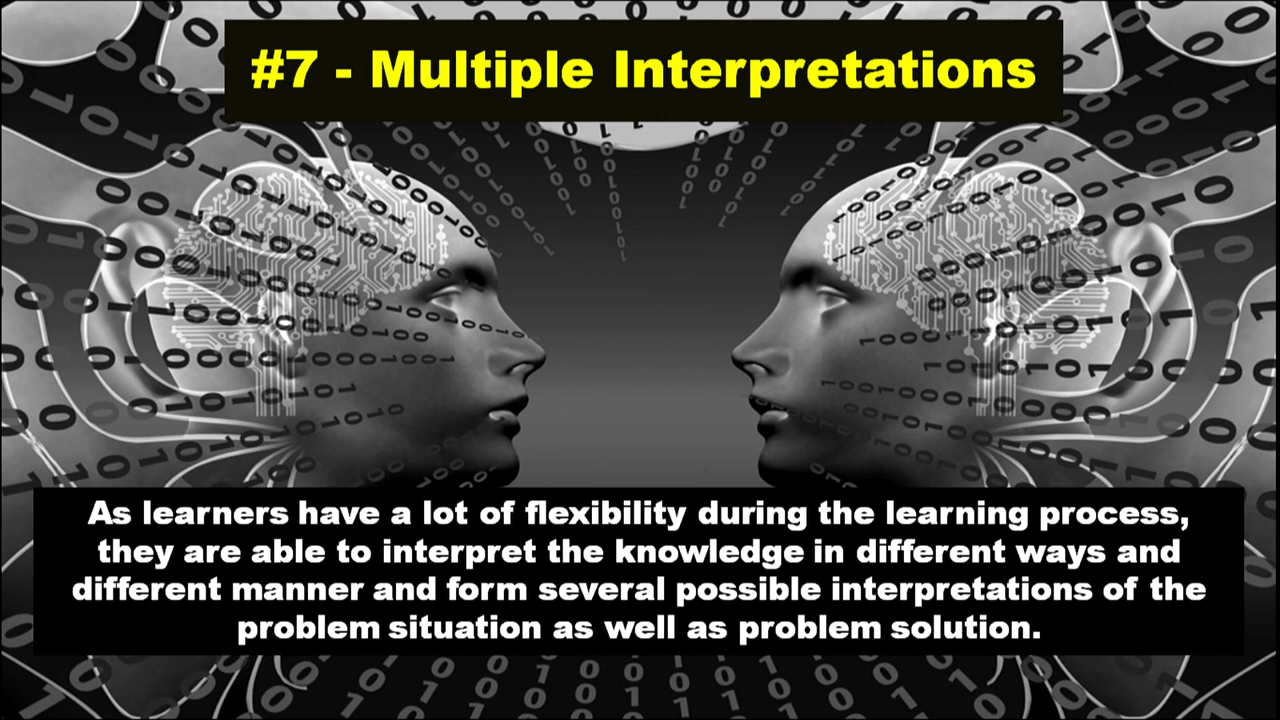 #7 - Multiple Interpretations
As learners have a lot of flexibility during the learning process,
they are able to interpret the knowledge in different ways and
different manner and form several possible interpretations of the
problem situation as well as problem solution.